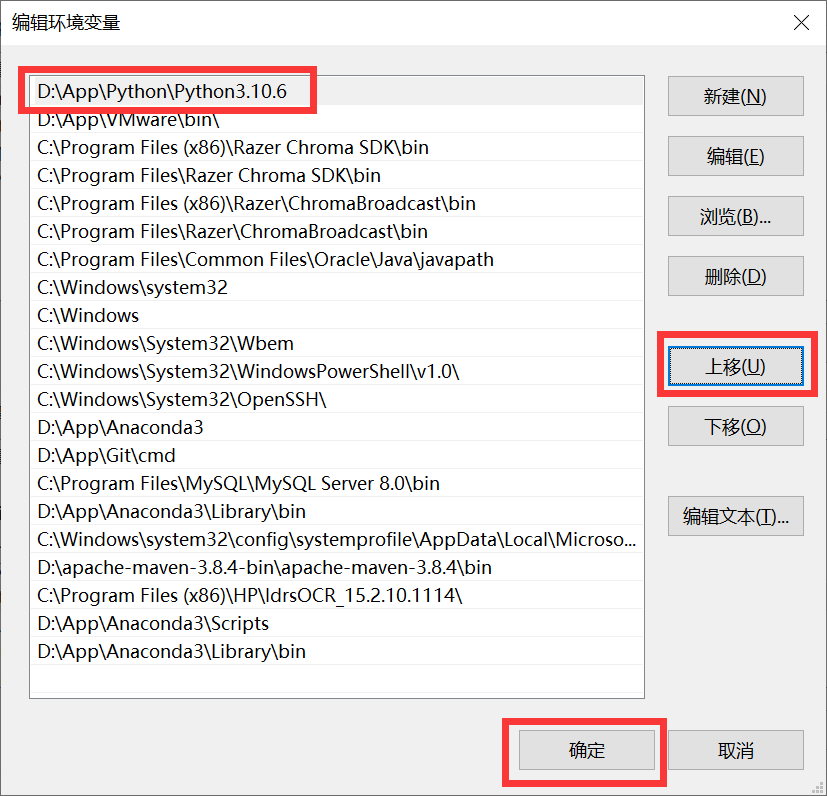 编辑环境变量
D:\App\Python\Python3.10.6
D:\App\VMware\bin\
C:\Program Files (x86)\Razer Chroma SDK\bin
C:\Program Files\Razer Chroma SDK\bin
C:\Program Files (x86)\Razer\ChromaBroadcast\bin
C:\Program Files\Razer\ChromaBroadcast\bin
C:\Program Files\Common Files\Oracle\Java\javapath
C:\Windows\system32
C:\Windows
C:\Windows\System32\Wbem
C:\Windows\System32\WindowsPowerShell\v1.0\
C:\Windows\System32\OpenSSH\
D:\App\Anaconda3
D:\App\Git\cmd
C:\Program Files\MySQL\MySQL Server 8.0\bin
D:\App\Anaconda3\Library\bin
C:\Windows\system32\config\systemprofile\AppData\Local\Microso...
D:\apache-maven-3.8.4-bin\apache-maven-3.8.4\bin
C:\Program Files (x86)\HP\IdrsOCR_15.2.10.1114\
D:\App\Anaconda3\Scripts
D:\App\Anaconda3\Library\bin
新建(N)
编辑(E)
浏览(B)...
删除(D)
上移(U)
下移(O)
编辑文本(T)...
确定
取消